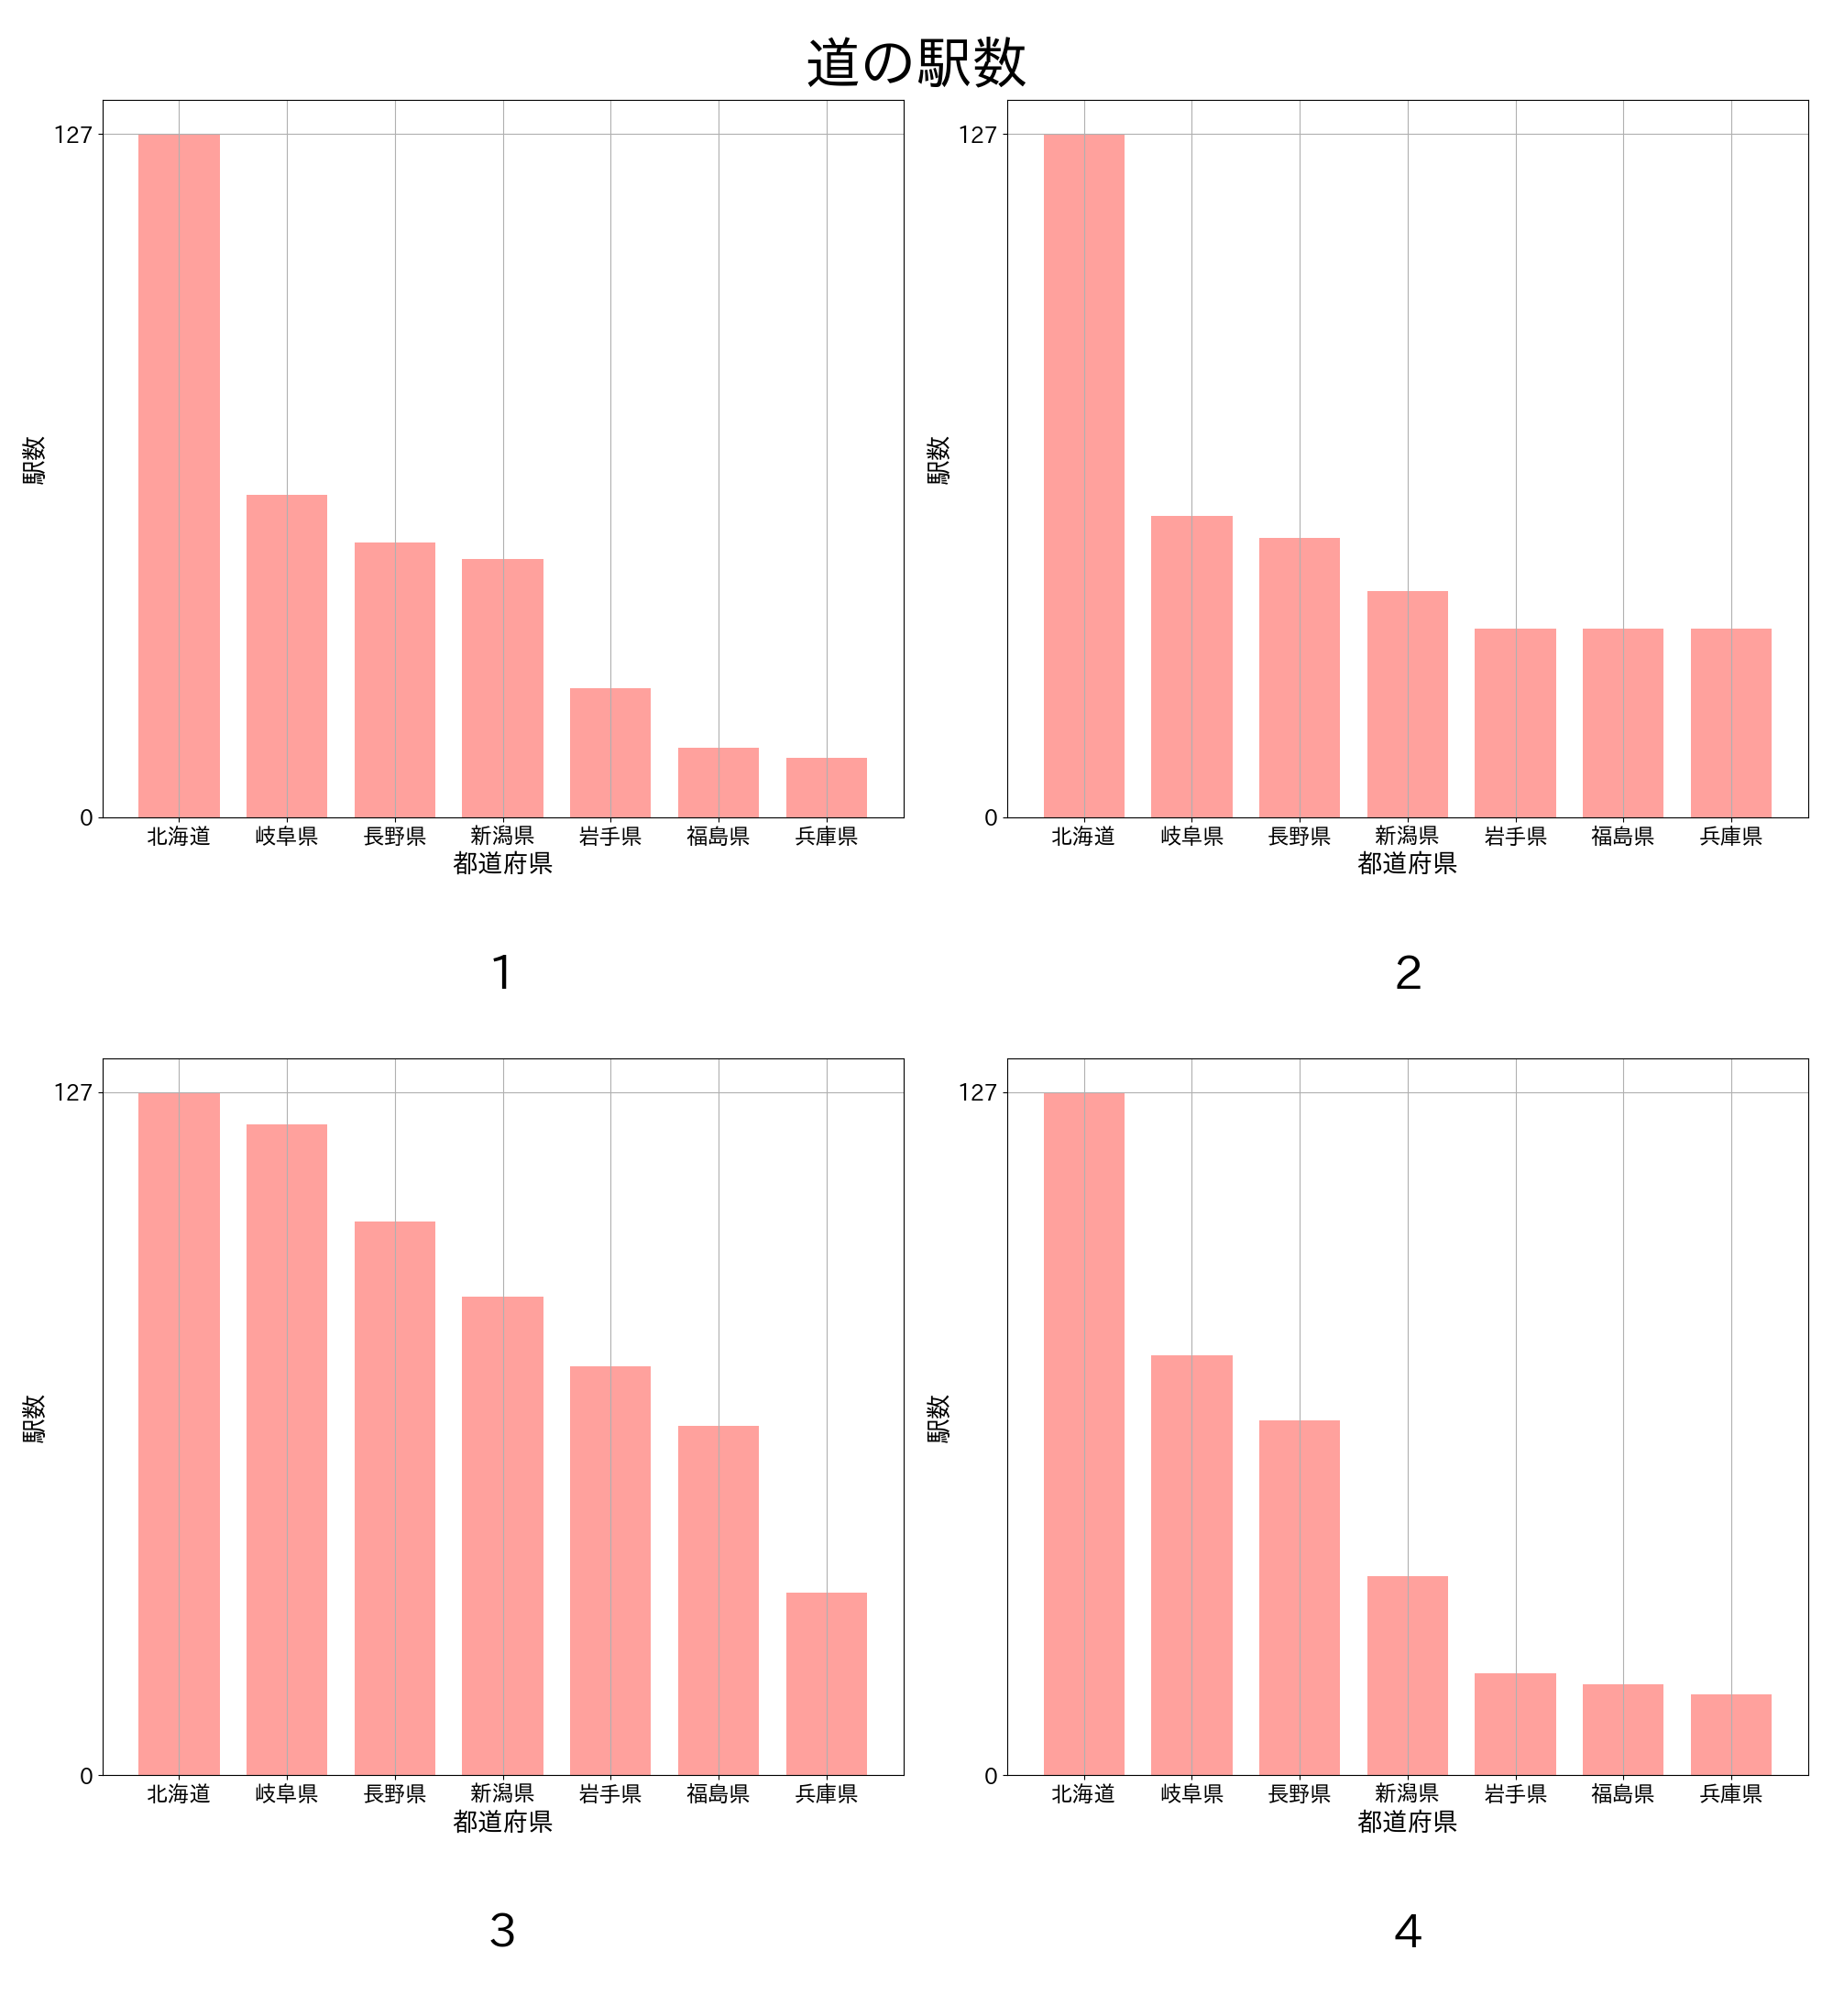 道の駅数
127
0
駅数
北海道 岐阜県 長野県 新潟県 岩手県 福島県 兵庫県
都道府県
1
127
0
駅数
北海道 岐阜県 長野県 新潟県 岩手県 福島県 兵庫県
都道府県
2
127
0
駅数
北海道 岐阜県 長野県 新潟県 岩手県 福島県 兵庫県
都道府県
3
127
0
駅数
北海道 岐阜県 長野県 新潟県 岩手県 福島県 兵庫県
都道府県
4